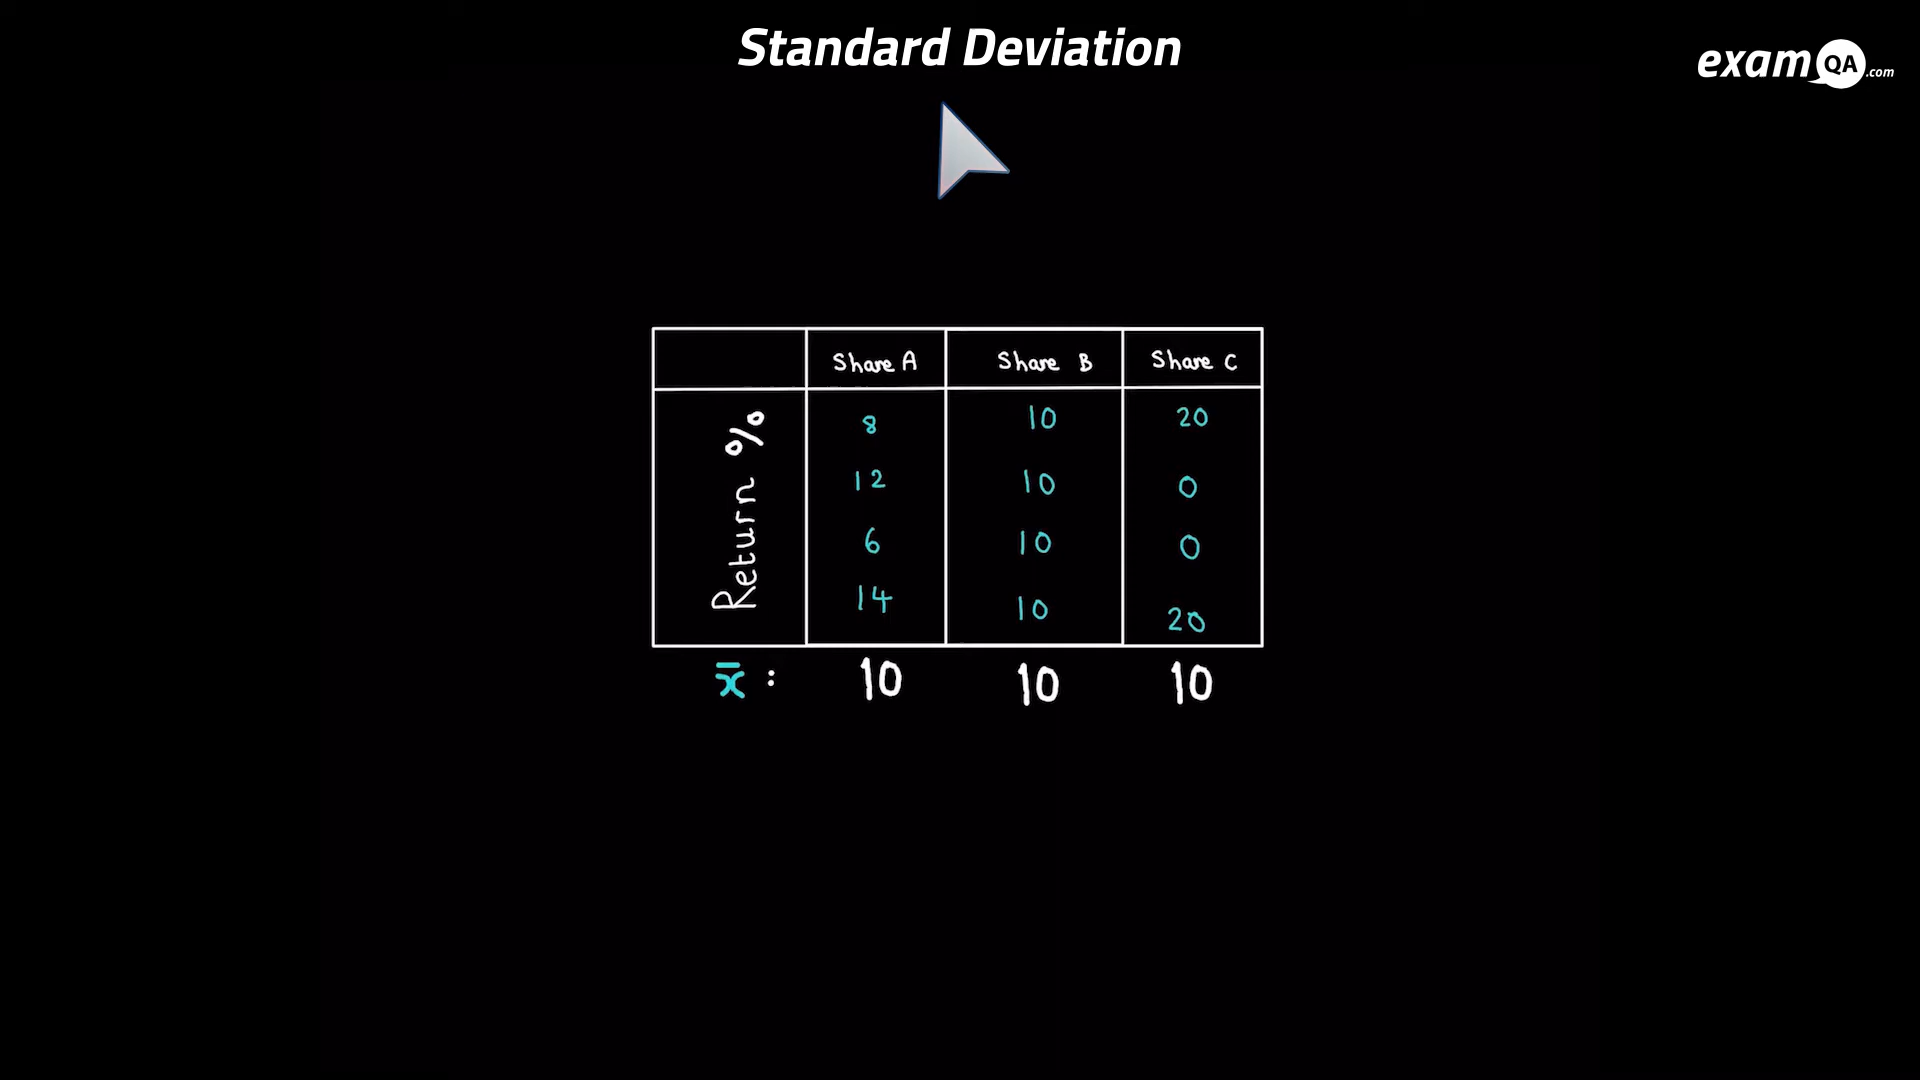 Standard Deviation
examQA.com
Share A Share B Share C
Return %
8 10 20
12 10 0
6 10 0
14 10 20
x̄ : 10 10 10